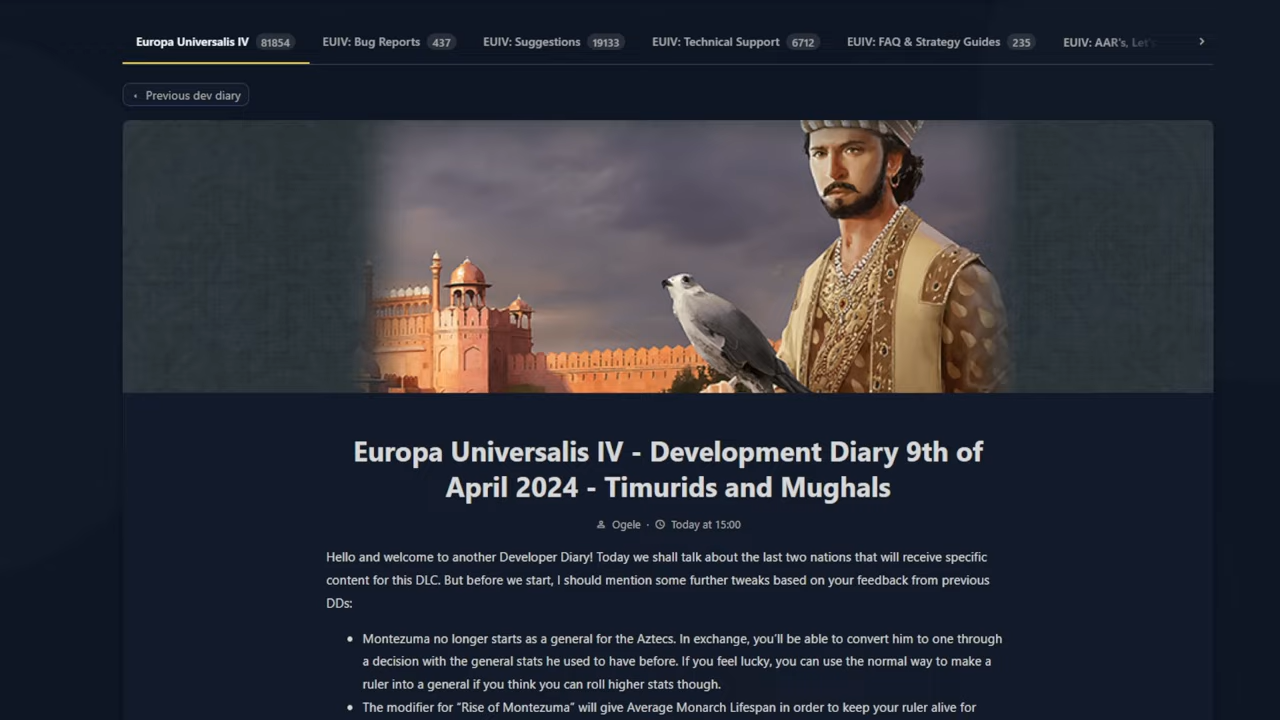 Europa Universalis IV 81854 EUIV: Bug Reports 437 EUIV: Suggestions 19133 EUIV: Technical Support 6712 EUIV: FAQ & Strategy Guides 235 EUIV: AAR's, Let's
Previous dev diary
Europa Universalis IV - Development Diary 9th of
April 2024 - Timurids and Mughals
Ogele · Today at 15:00
Hello and welcome to another Developer Diary! Today we shall talk about the last two nations that will receive specific
content for this DLC. But before we start, I should mention some further tweaks based on your feedback from previous
DDs:
• Montezuma no longer starts as a general for the Aztecs. In exchange, you'll be able to convert him to one through
a decision with the general stats he used to have before. If you feel lucky, you can use the normal way to make a
ruler into a general if you think you can roll higher stats though.
• The modifier for “Rise of Montezuma” will give Average Monarch Lifespan in order to keep your ruler alive for